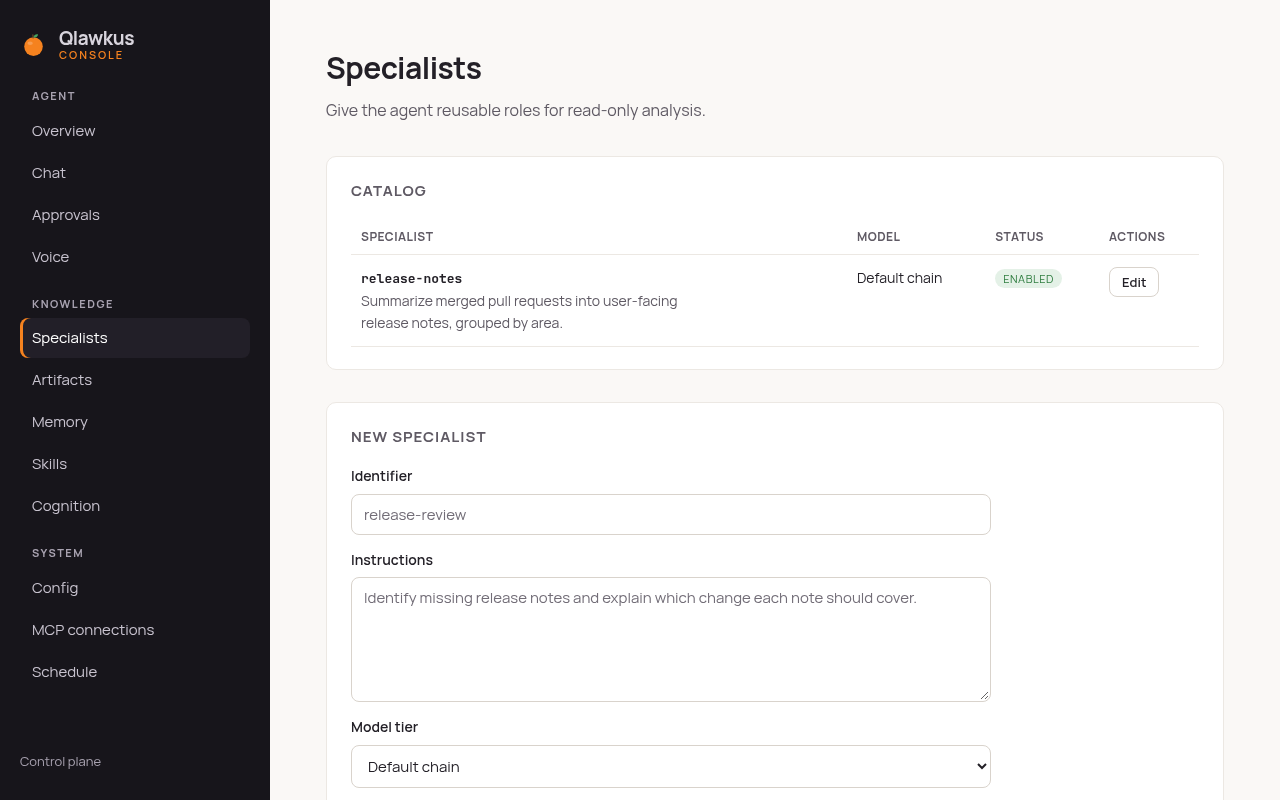 Qlawkus
CONSOLE
AGENT
Overview
Chat
Approvals
Voice
KNOWLEDGE
Specialists
Artifacts
Memory
Skills
Cognition
SYSTEM
Config
MCP connections
Schedule
Control plane
Specialists
Give the agent reusable roles for read-only analysis.
CATALOG
SPECIALIST MODEL STATUS ACTIONS
release-notes Default chain ENABLED Edit
Summarize merged pull requests into user-facing
release notes, grouped by area.
NEW SPECIALIST
Identifier
release-review
Instructions
Identify missing release notes and explain which change each note should cover.
Model tier
Default chain